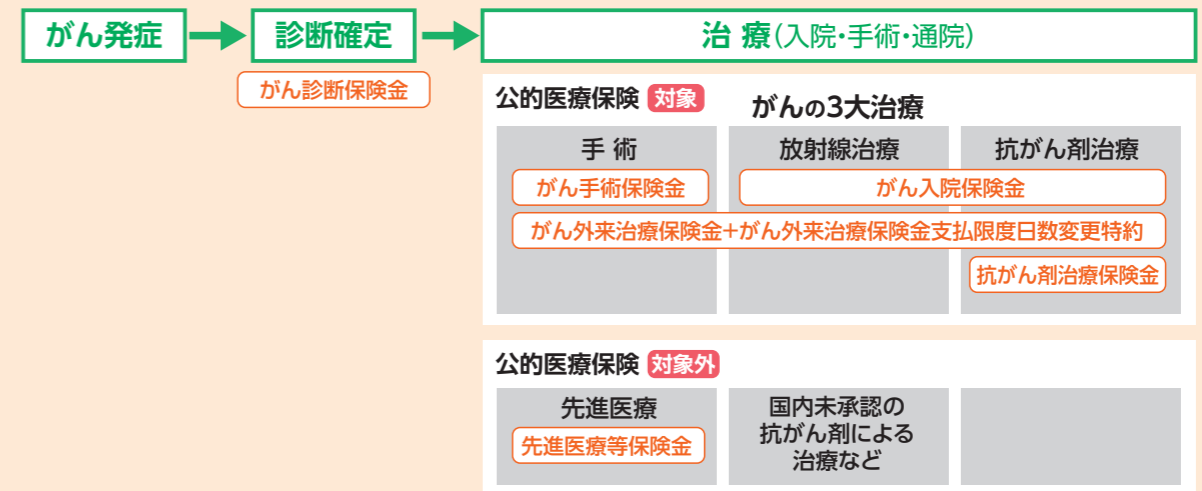 がん発症
診断確定
治 療(入院・手術・通院)
がん診断保険金
公的医療保険 対象
がんの3大治療
手 術
放射線治療
抗がん剤治療
がん手術保険金
がん入院保険金
がん外来治療保険金+がん外来治療保険金支払限度日数変更特約
抗がん剤治療保険金
公的医療保険 対象外
先進医療
先進医療等保険金
国内未承認の
抗がん剤による
治療など